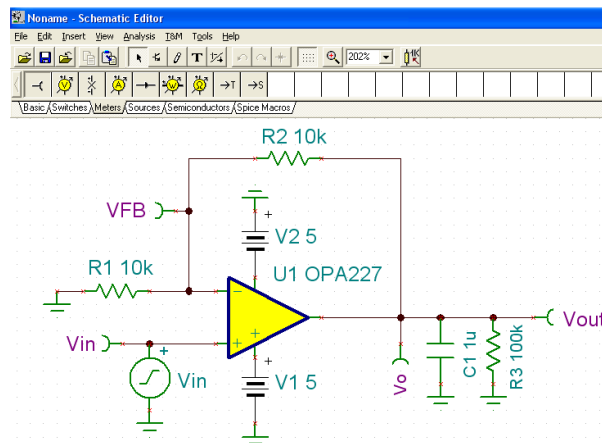 Noname - Schematic Editor
File Edit Insert View Analysis T&M Tools Help
202%
Basic Switches Meters Sources Semiconductors Spice Macros
R2 10k
VFB
V2 5
R1 10k
U1 OPA227
Vin
Vin
V1 5
Vo
C1 1u
R3 100k
Vout